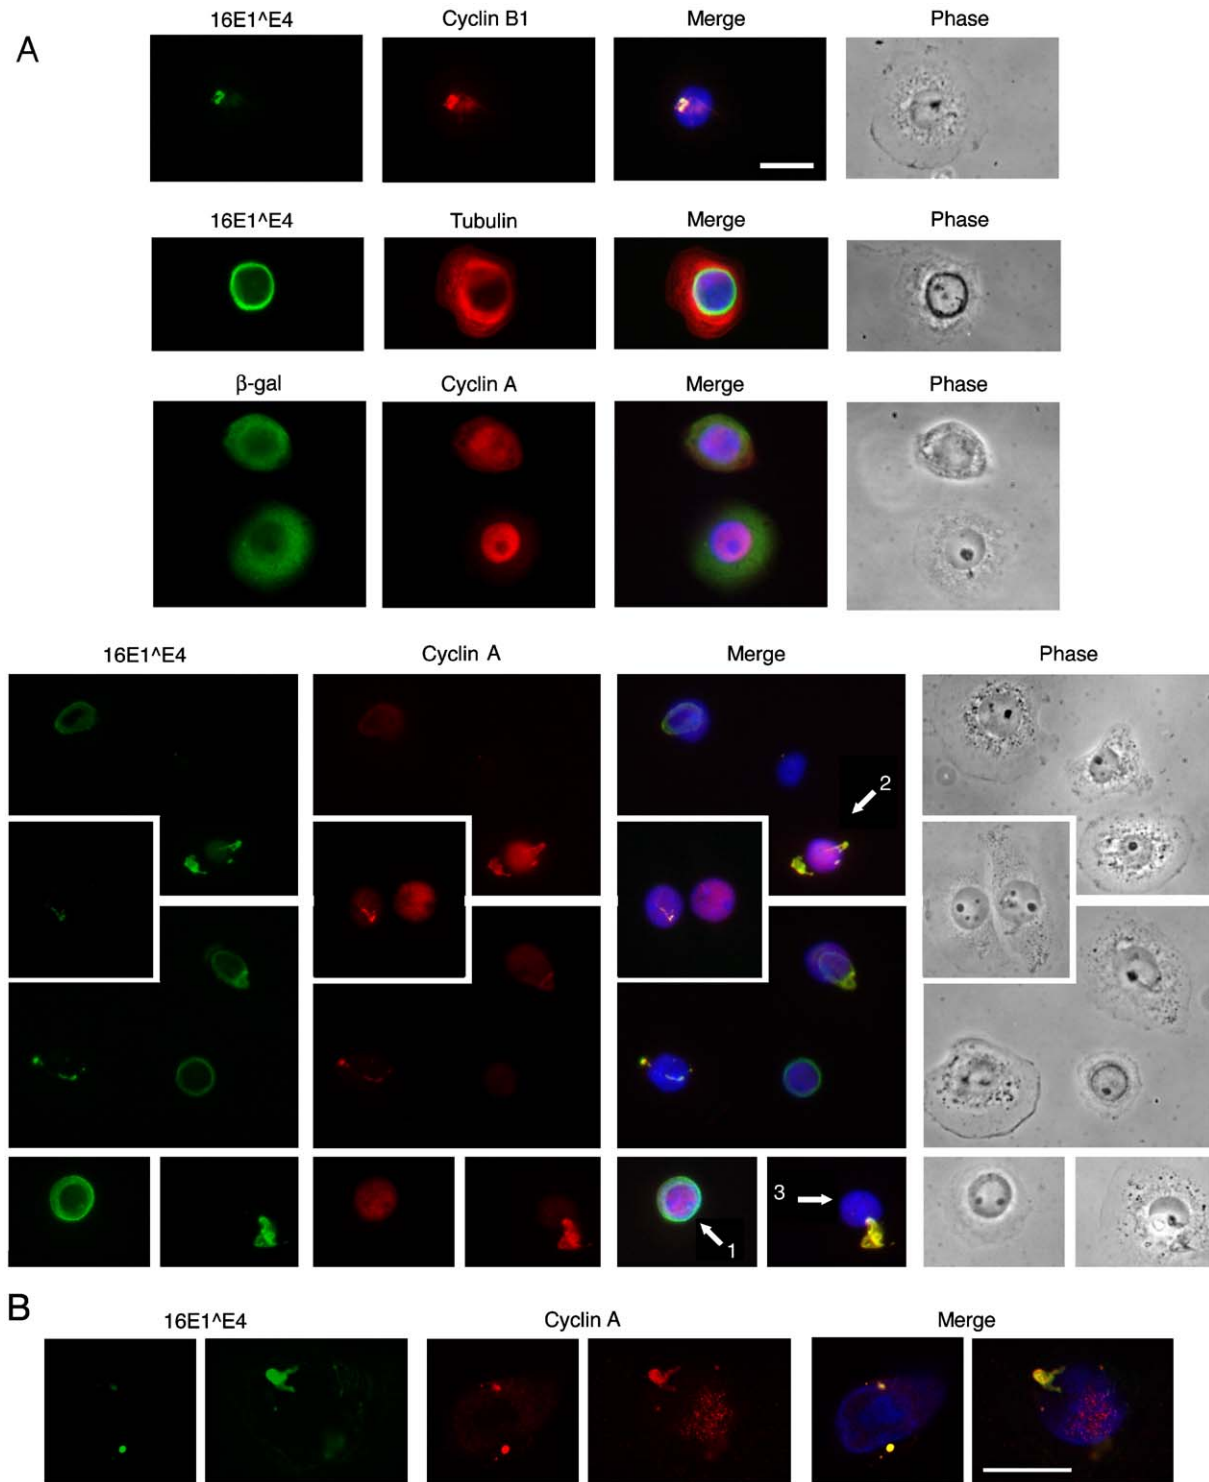 A
16E1^E4 Cyclin B1 Merge Phase
16E1^E4 Tubulin Merge Phase
β-gal Cyclin A Merge Phase
16E1^E4 Cyclin A Merge Phase
2
3
1
B
16E1^E4 Cyclin A Merge